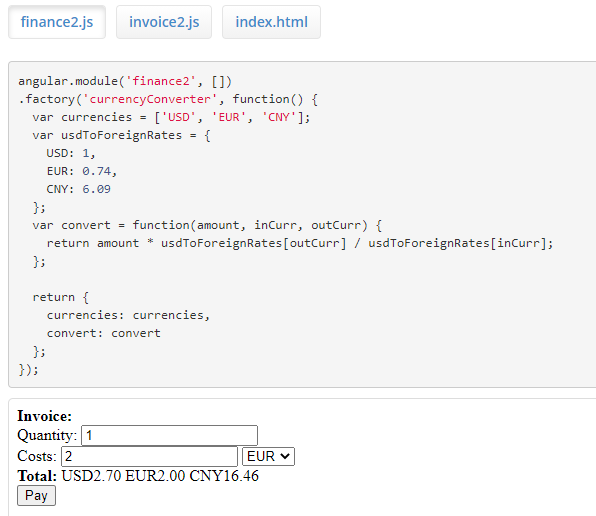 finance2.js invoice2.js index.html
angular.module('finance2', [])
.factory('currencyConverter', function() {
  var currencies = ['USD', 'EUR', 'CNY'];
  var usdToForeignRates = {
    USD: 1,
    EUR: 0.74,
    CNY: 6.09
  };
  var convert = function(amount, inCurr, outCurr) {
    return amount * usdToForeignRates[outCurr] / usdToForeignRates[inCurr];
  };
  return {
    currencies: currencies,
    convert: convert
  };
});
Invoice:
Quantity: 1
Costs: 2 EUR
Total: USD2.70 EUR2.00 CNY16.46
Pay